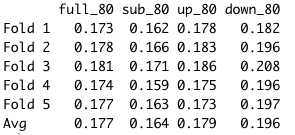 full_80 sub_80 up_80 down_80
Fold 1 0.173 0.162 0.178 0.182
Fold 2 0.178 0.166 0.183 0.196
Fold 3 0.181 0.171 0.186 0.208
Fold 4 0.174 0.159 0.175 0.196
Fold 5 0.177 0.163 0.173 0.197
Avg 0.177 0.164 0.179 0.196